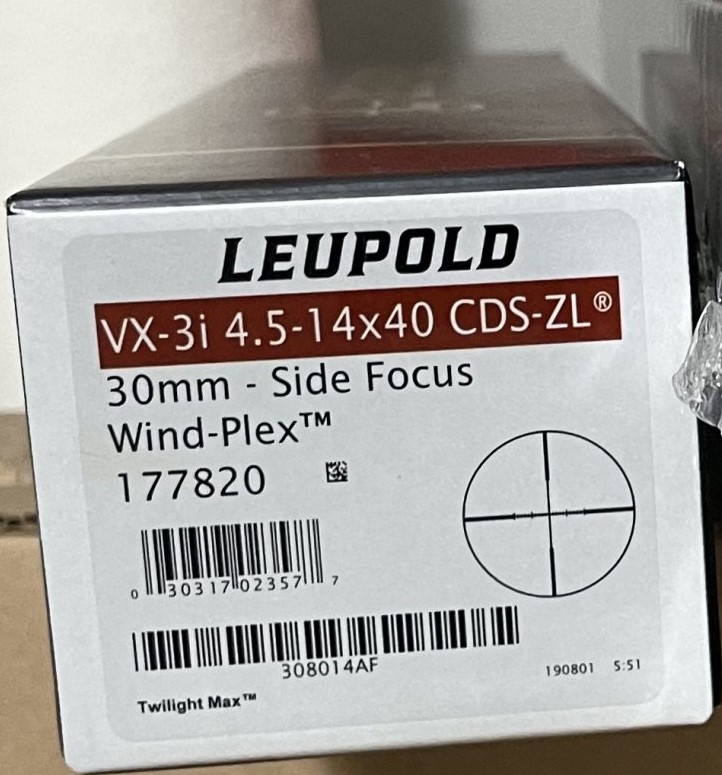 LEUPOLD
VX-3i 4.5-14x40 CDS-ZL®
30mm - Side Focus
Wind-Plex™
177820
0 30317 02357 7
308014AF
190801 5:51
Twilight Max™